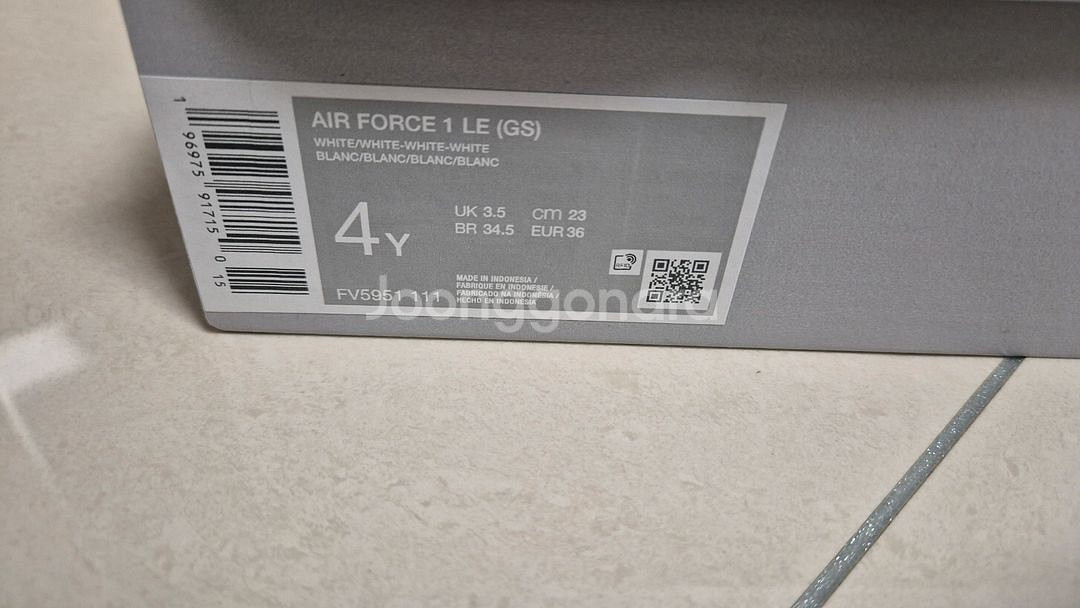 AIR FORCE 1 LE (GS)
WHITE/WHITE-WHITE-WHITE
BLANC/BLANC/BLANC/BLANC
4Y
UK 3.5 cm 23
BR 34.5 EUR 36
RFID
MADE IN INDONESIA /
FABRIQUE EN INDONESIE /
FABRICADO NA INDONÉSIA /
HECHO EN INDONESIA
FV5951 111
Joonggonara
1 96975 91715 0 15